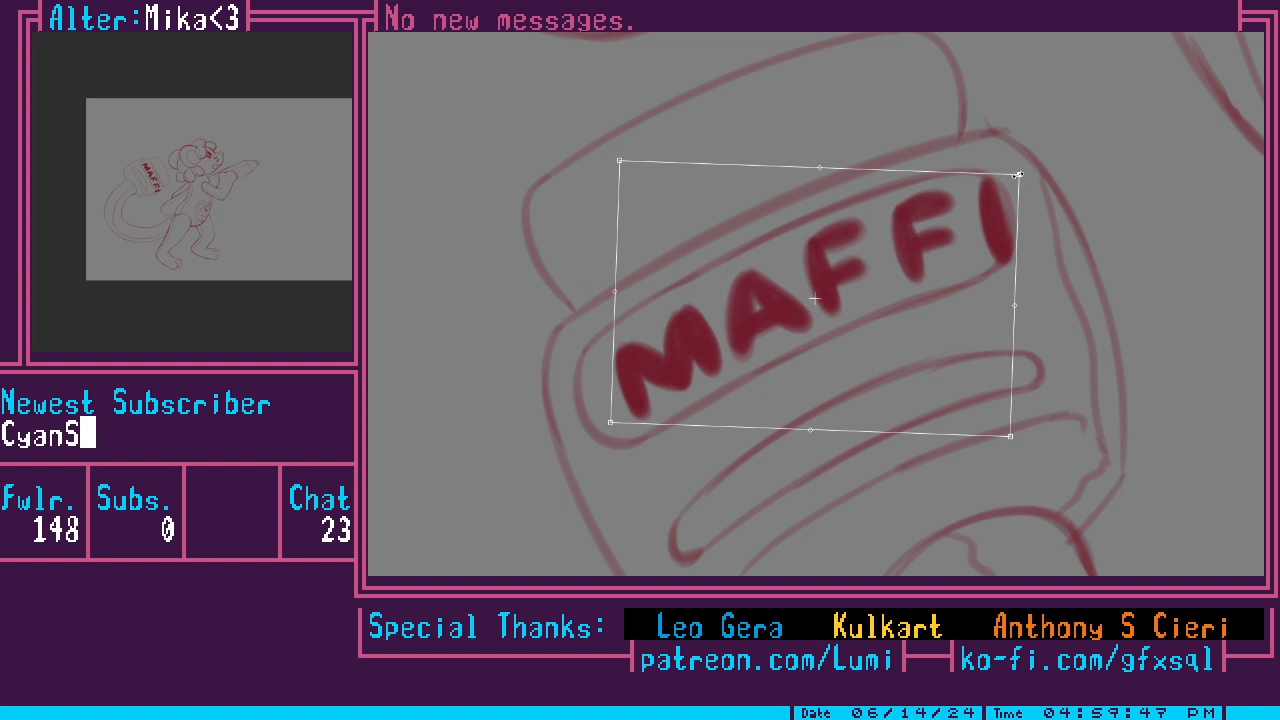 Alter:Mika<3
No new messages.
MAFFI
MAFFI
Newest Subscriber
CyanS
Fwlr.
148
Subs.
0
Chat
23
Special Thanks: Leo Gera Kulkart Anthony S Cieri
patreon.com/Lumi
ko-fi.com/gfxsql
Date 06/14/24 Time 04:59:47 PM